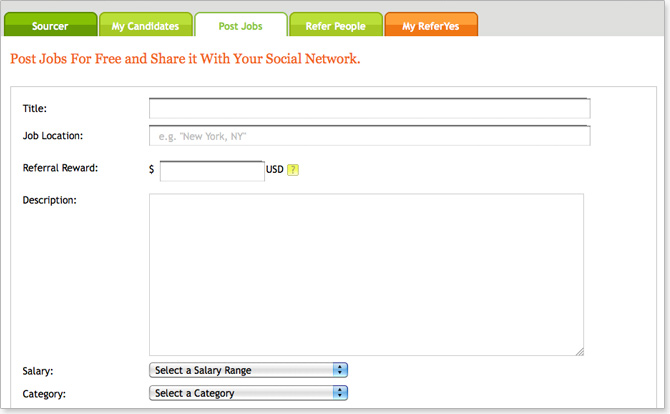 Sourcer My Candidates Post Jobs Refer People My ReferYes
Post Jobs For Free and Share it With Your Social Network.
Title:
Job Location: e.g. "New York, NY"
Referral Reward: $ USD ?
Description:
Salary: Select a Salary Range
Category: Select a Category